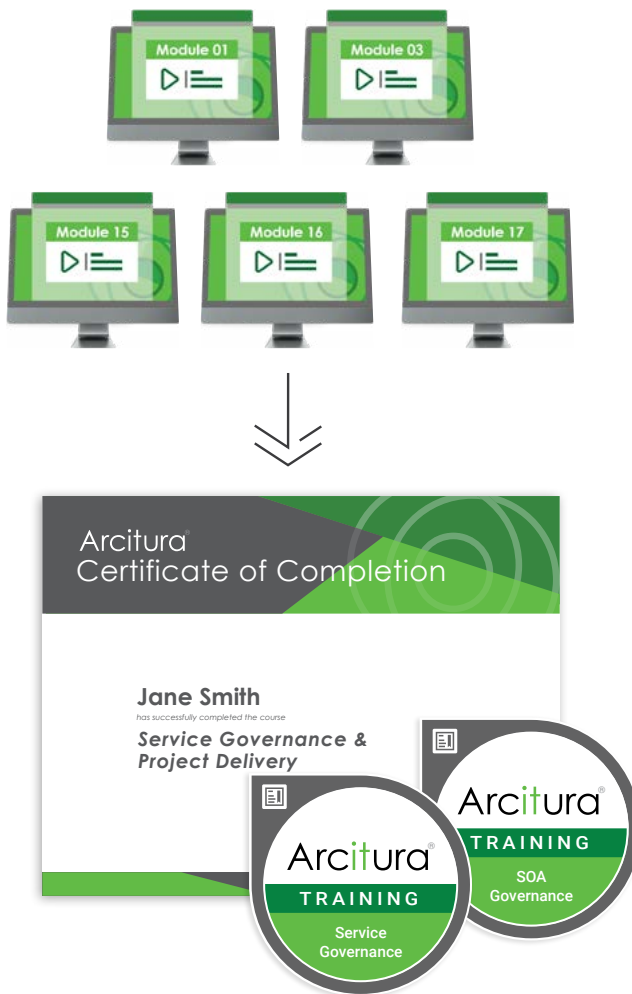 Module 01
Module 03
Module 15
Module 16
Module 17
Arcitura®
Certificate of Completion
Jane Smith
has successfully completed the course
Service Governance &
Project Delivery
Arcitura®
TRAINING
Service
Governance
Arcitura®
TRAINING
SOA
Governance